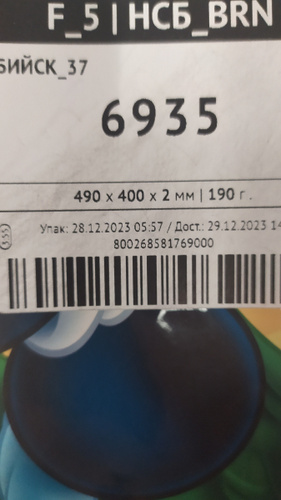 F_5 | НСБ_BRN
БИЙСК_37
6935
490 x 400 x 2 мм | 190 г.
Упак: 28.12.2023 05:57 / Дост.: 29.12.2023 14
800268581769000